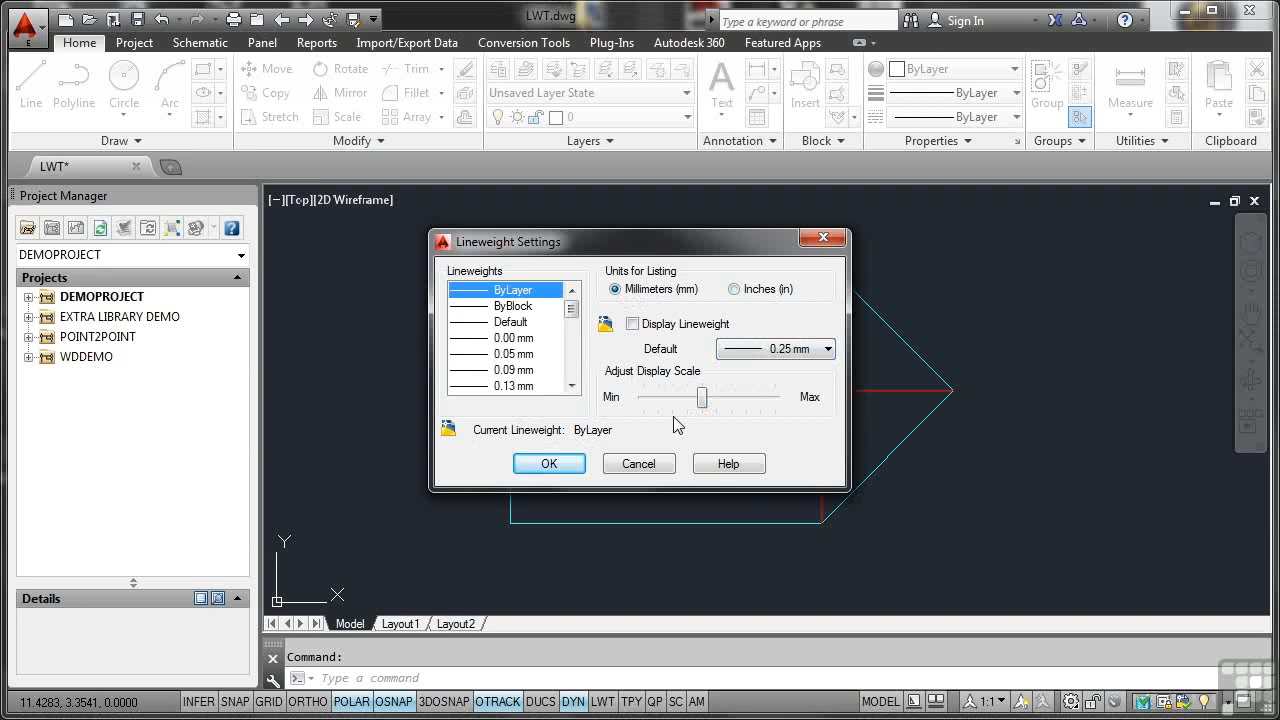 LWT.dwg
Type a keyword or phrase
Sign In
E
Home Project Schematic Panel Reports Import/Export Data Conversion Tools Plug-Ins Autodesk 360 Featured Apps
Line Polyline Circle Arc
Move Rotate Trim
Copy Mirror Fillet
Stretch Scale Array
Unsaved Layer State
0
Text
Insert
ByLayer
ByLayer
ByLayer
Group
Measure
Paste
Draw Modify Layers Annotation Block Properties Groups Utilities Clipboard
LWT*
Project Manager
DEMOPROJECT
Projects
DEMOPROJECT
EXTRA LIBRARY DEMO
POINT2POINT
WDDEMO
Details
[−][Top][2D Wireframe]
Lineweight Settings
Lineweights
ByLayer
ByBlock
Default
0.00 mm
0.05 mm
0.09 mm
0.13 mm
Units for Listing
Millimeters (mm) Inches (in)
Display Lineweight
Default 0.25 mm
Adjust Display Scale
Min Max
Current Lineweight: ByLayer
OK Cancel Help
Y
X
Model Layout1 Layout2
Command:
Type a command
11.4283, 3.3541, 0.0000 INFER SNAP GRID ORTHO POLAR OSNAP 3DOSNAP OTRACK DUCS DYN LWT TPY QP SC AM MODEL 1:1